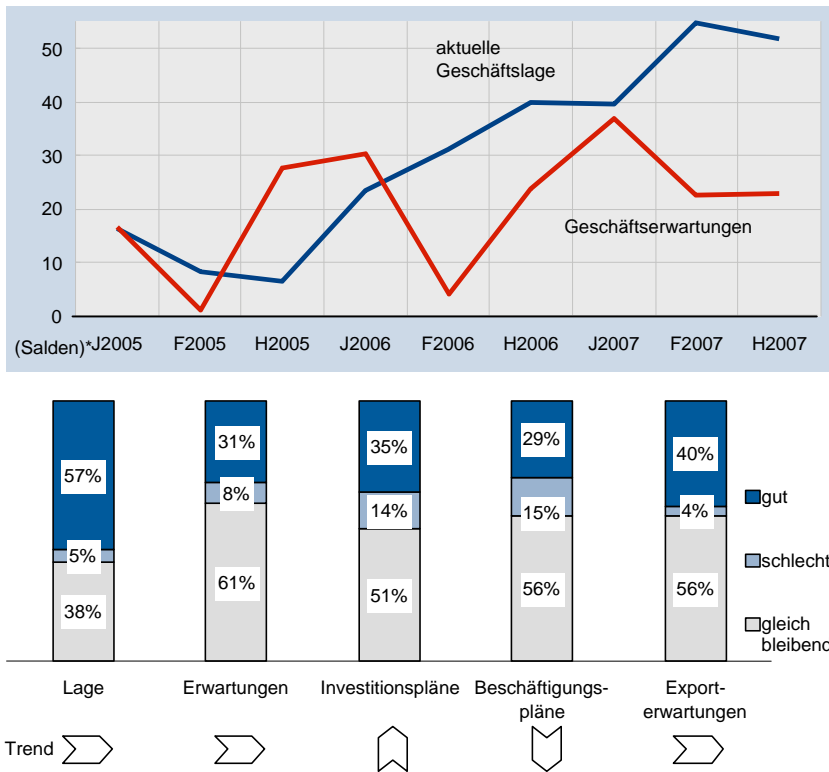 50
aktuelle
Geschäftslage
40
30
20
Geschäftserwartungen
10
0
(Salden)* J2005 F2005 H2005 J2006 F2006 H2006 J2007 F2007 H2007
57% 31% 35% 29% 40%
5% 8% 14% 15% 4%
38% 61% 51% 56% 56%
gut
schlecht
gleich
bleibend
Lage Erwartungen Investitionspläne Beschäftigungs- Export-
pläne erwartungen
Trend